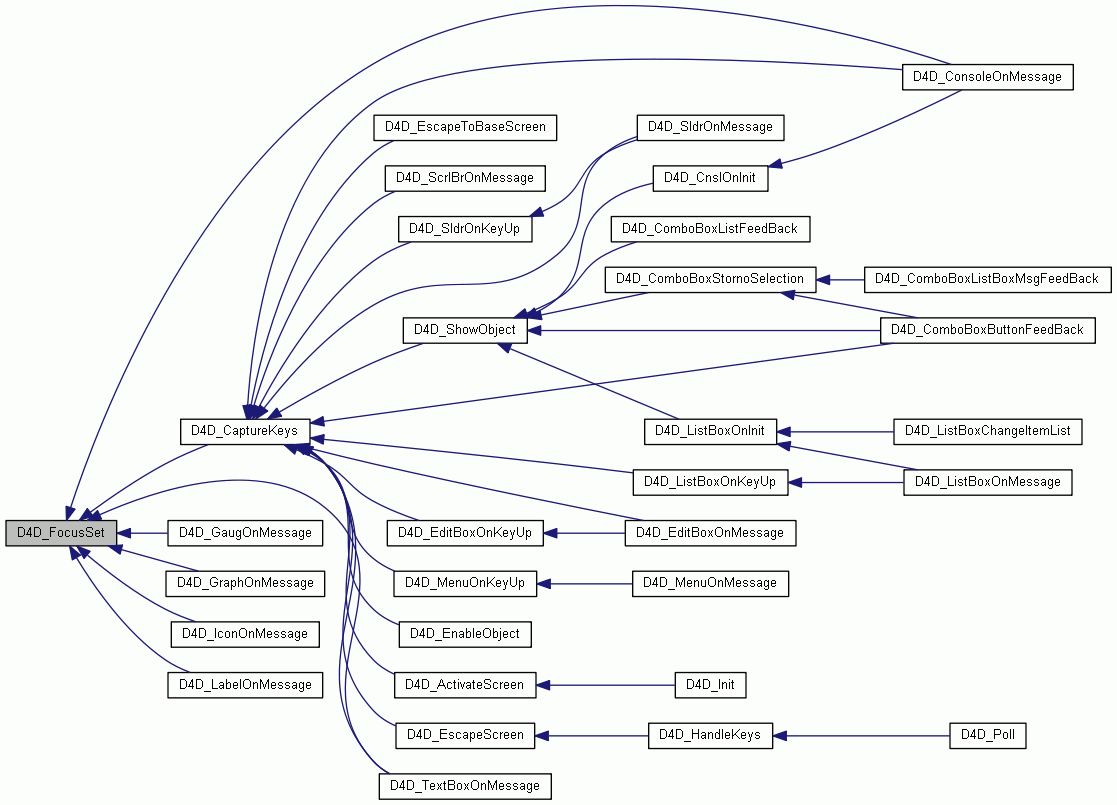 D4D_ConsoleOnMessage
D4D_EscapeToBaseScreen
D4D_SldrOnMessage
D4D_ScrlBrOnMessage
D4D_CnslOnInit
D4D_SldrOnKeyUp
D4D_ComboBoxListFeedBack
D4D_ComboBoxStornoSelection
D4D_ComboBoxListBoxMsgFeedBack
D4D_ShowObject
D4D_ComboBoxButtonFeedBack
D4D_CaptureKeys
D4D_ListBoxOnInit
D4D_ListBoxChangeItemList
D4D_ListBoxOnKeyUp
D4D_ListBoxOnMessage
D4D_FocusSet
D4D_GaugOnMessage
D4D_EditBoxOnKeyUp
D4D_EditBoxOnMessage
D4D_GraphOnMessage
D4D_MenuOnKeyUp
D4D_MenuOnMessage
D4D_IconOnMessage
D4D_EnableObject
D4D_LabelOnMessage
D4D_ActivateScreen
D4D_Init
D4D_EscapeScreen
D4D_HandleKeys
D4D_Poll
D4D_TextBoxOnMessage